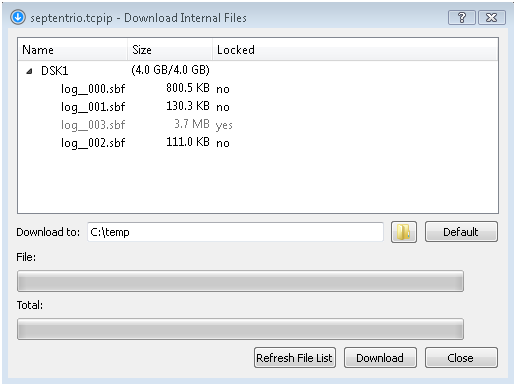 septentrio.tcpip - Download Internal Files
Name Size Locked
DSK1 (4.0 GB/4.0 GB)
log__000.sbf 800.5 KB no
log__001.sbf 130.3 KB no
log__003.sbf 3.7 MB yes
log__002.sbf 111.0 KB no
Download to: C:\temp Default
File:
Total:
Refresh File List Download Close